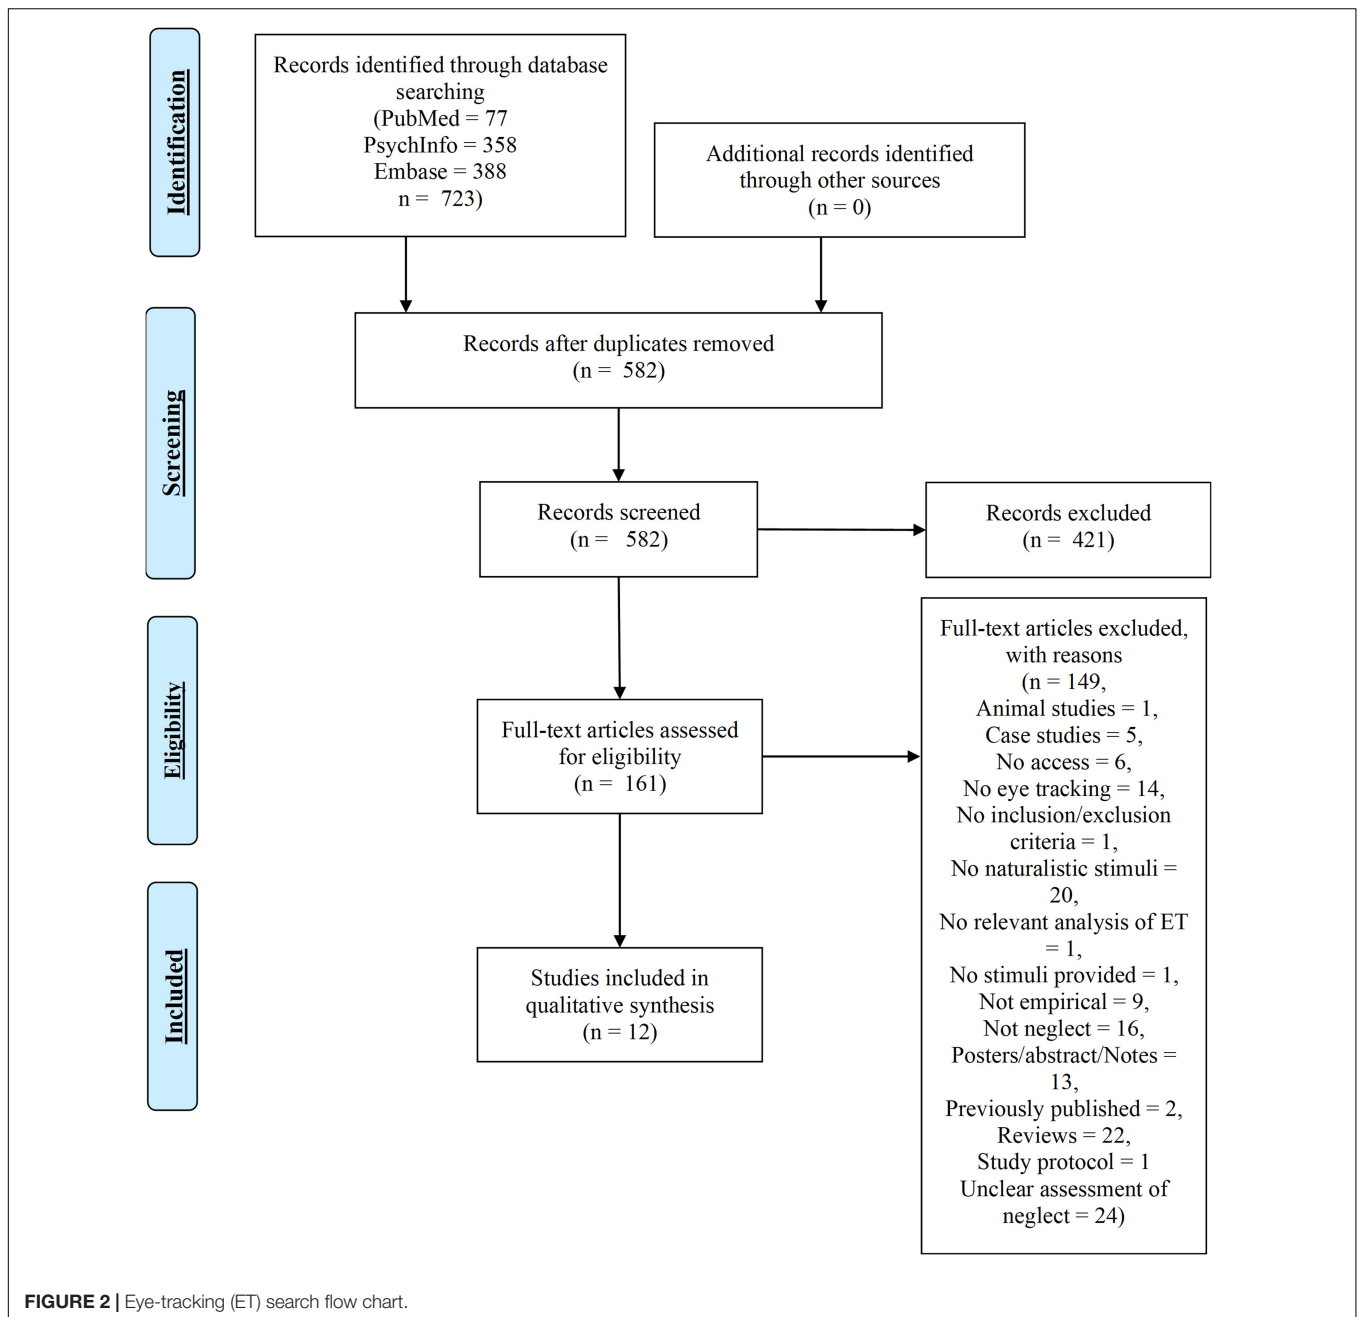 Identification
Records identified through database
searching
(PubMed = 77
PsychInfo = 358
Embase = 388
n = 723)
Additional records identified
through other sources
(n = 0)
Screening
Records after duplicates removed
(n = 582)
Records screened
(n = 582)
Records excluded
(n = 421)
Eligibility
Full-text articles assessed
for eligibility
(n = 161)
Full-text articles excluded,
with reasons
(n = 149,
Animal studies = 1,
Case studies = 5,
No access = 6,
No eye tracking = 14,
No inclusion/exclusion
criteria = 1,
No naturalistic stimuli =
20,
No relevant analysis of ET
= 1,
No stimuli provided = 1,
Not empirical = 9,
Not neglect = 16,
Posters/abstract/Notes =
13,
Previously published = 2,
Reviews = 22,
Study protocol = 1
Unclear assessment of
neglect = 24)
Included
Studies included in
qualitative synthesis
(n = 12)
FIGURE 2 | Eye-tracking (ET) search flow chart.